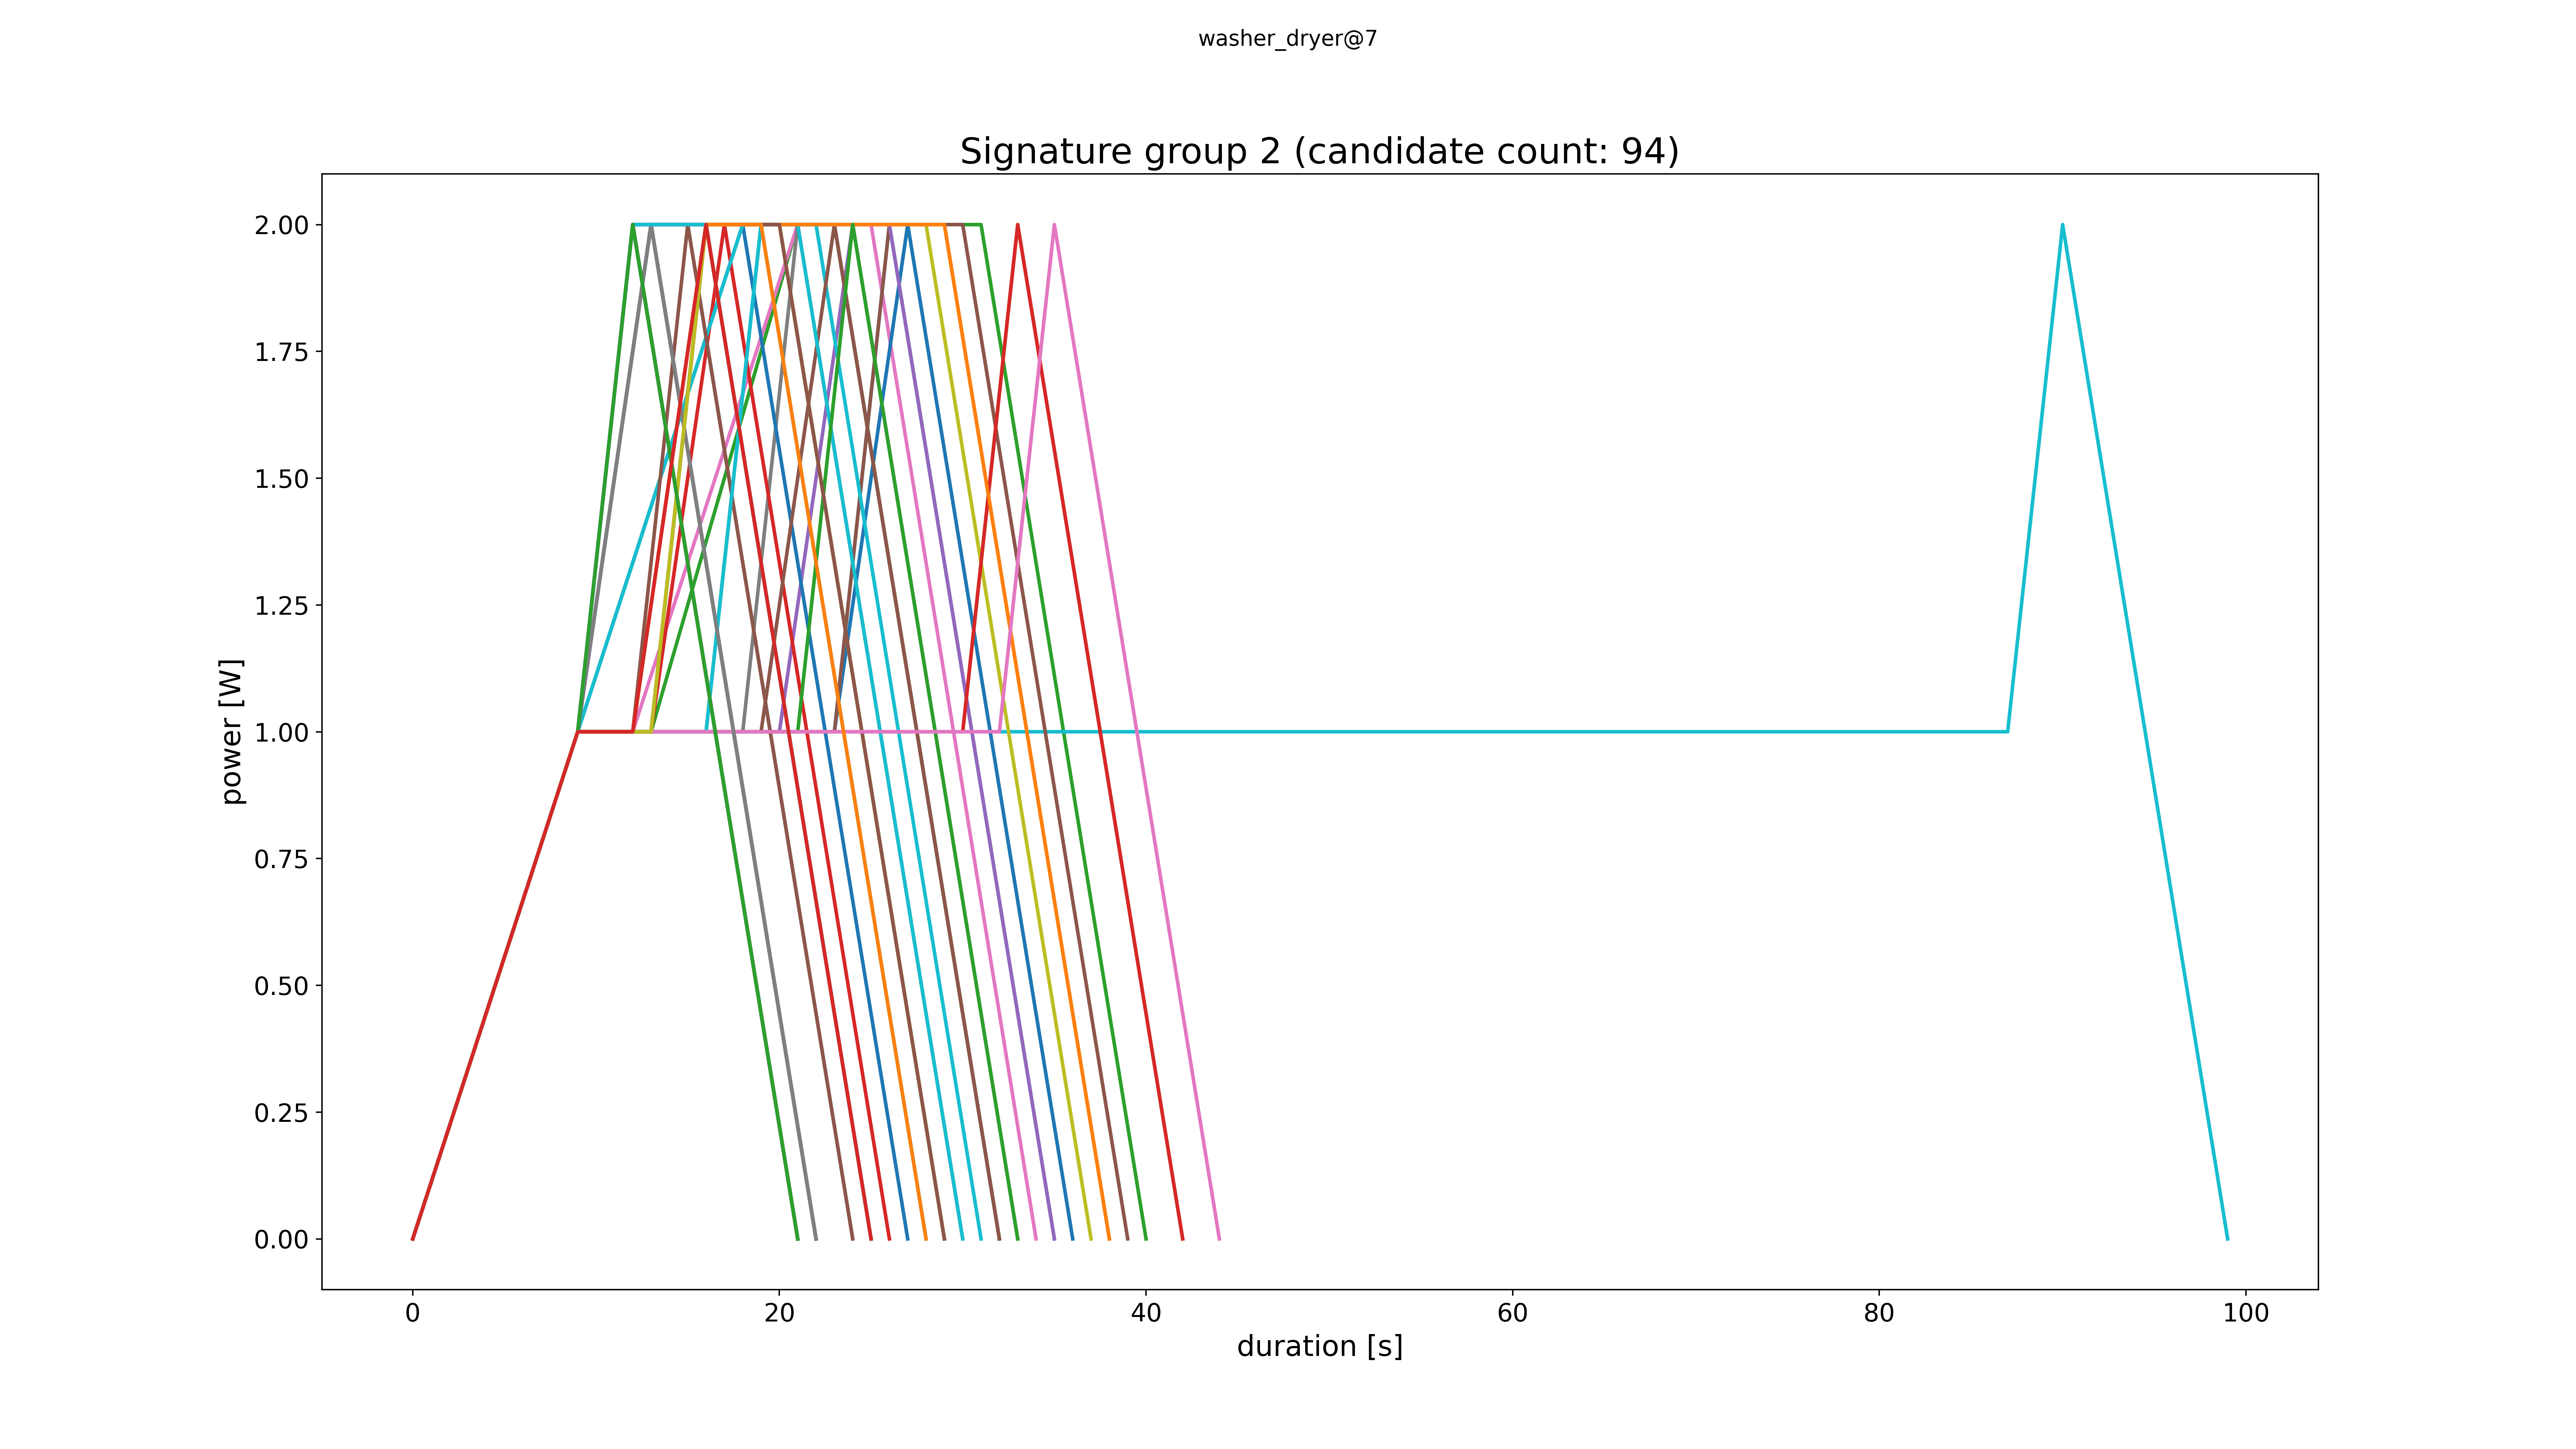 washer_dryer@7
Signature group 2 (candidate count: 94)
power [W]
2.00
1.75
1.50
1.25
1.00
0.75
0.50
0.25
0.00
0 20 40 60 80 100
duration [s]